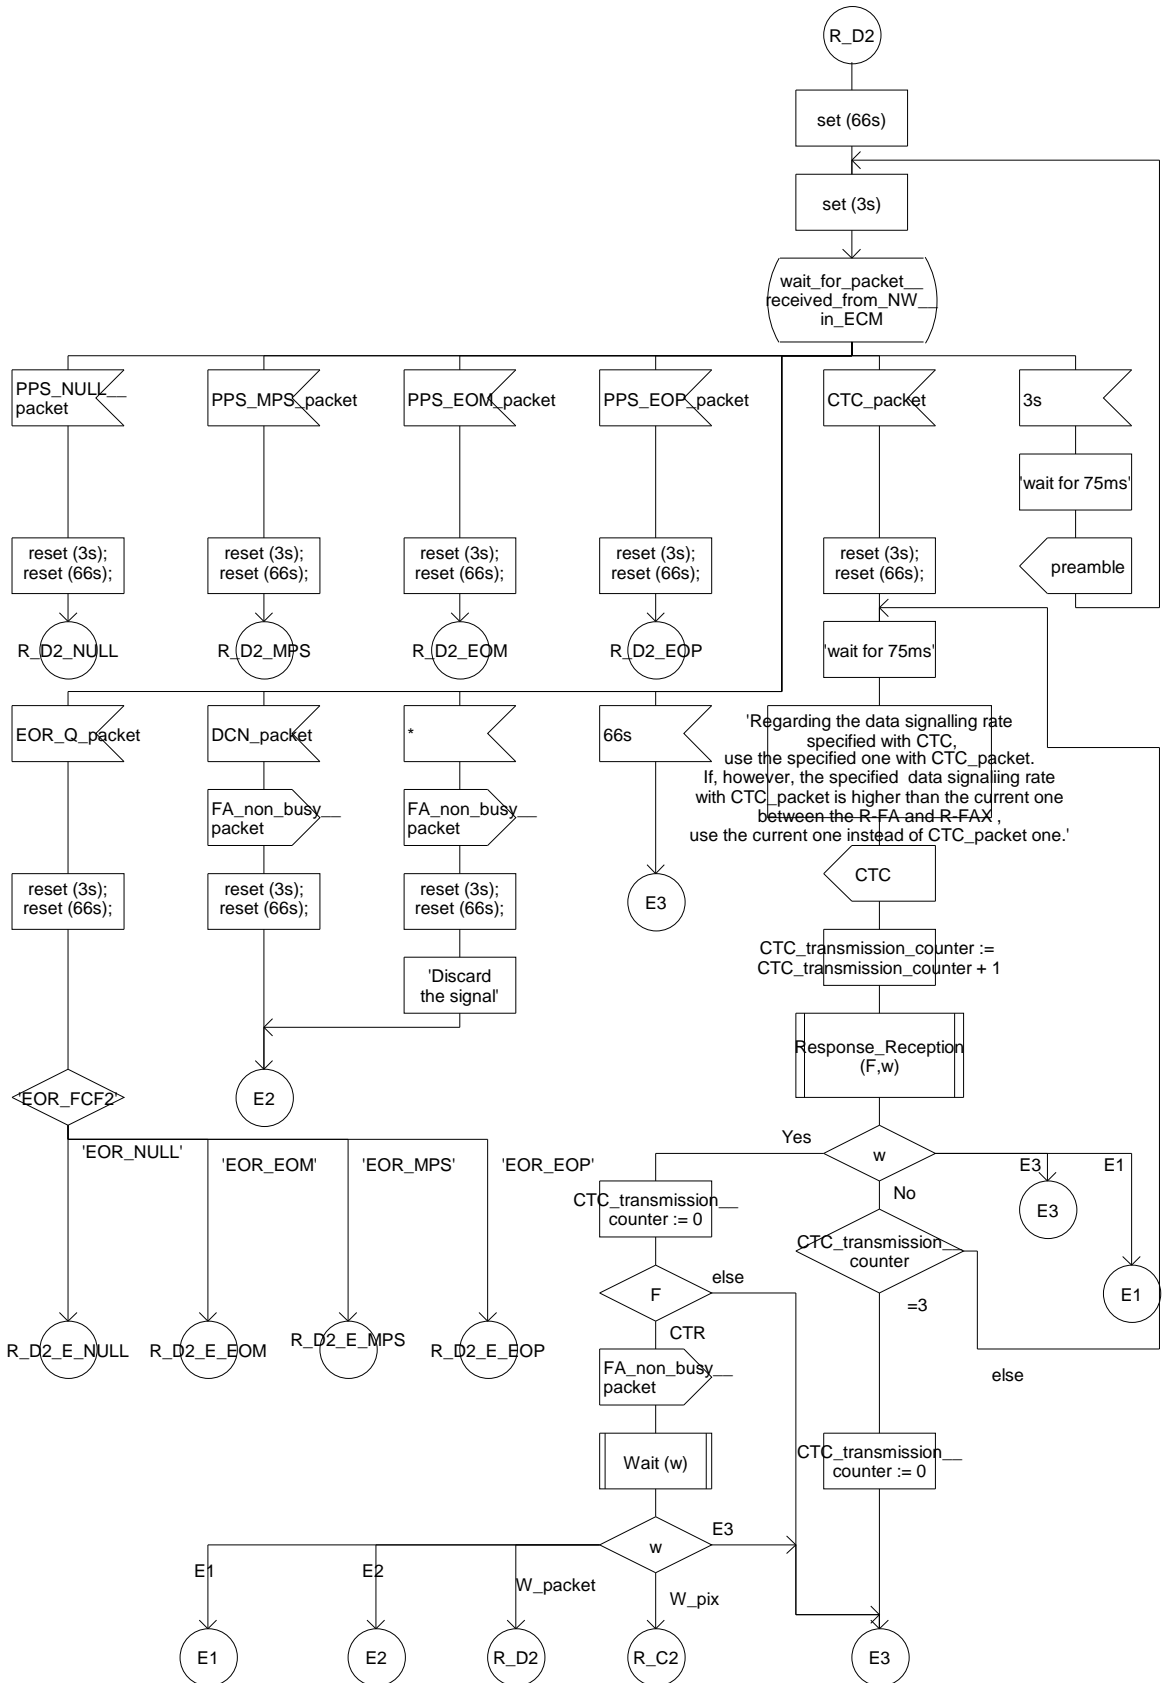 R_D2
set (66s)
set (3s)
wait_for_packet__
received_from_NW__
in_ECM
PPS_NULL__
packet
PPS_MPS_packet
PPS_EOM_packet
PPS_EOP_packet
CTC_packet
3s
'wait for 75ms'
reset (3s);
reset (66s);
reset (3s);
reset (66s);
reset (3s);
reset (66s);
reset (3s);
reset (66s);
reset (3s);
reset (66s);
preamble
R_D2_NULL
R_D2_MPS
R_D2_EOM
R_D2_EOP
'wait for 75ms'
EOR_Q_packet
DCN_packet
*
66s
'Regarding the data signalling rate
specified with CTC,
use the specified one with CTC_packet.
If, however, the specified  data signaliing rate
with CTC_packet is higher than the current one
between the R-FA and R-FAX ,
use the current one instead of CTC_packet one.'
FA_non_busy__
packet
FA_non_busy__
packet
reset (3s);
reset (66s);
reset (3s);
reset (66s);
reset (3s);
reset (66s);
E3
CTC
'Discard
the signal'
CTC_transmission_counter :=
CTC_transmission_counter + 1
Response_Reception
(F,w)
'EOR_FCF2'
E2
'EOR_NULL'
'EOR_EOM'
'EOR_MPS'
'EOR_EOP'
Yes
w
E3
E1
No
CTC_transmission__
counter := 0
E3
CTC_transmission__
counter
F
else
=3
E1
CTR
R_D2_E_NULL
R_D2_E_EOM
R_D2_E_MPS
R_D2_E_EOP
FA_non_busy__
packet
else
Wait (w)
CTC_transmission__
counter := 0
w
E3
E1
E2
W_packet
W_pix
E1
E2
R_D2
R_C2
E3